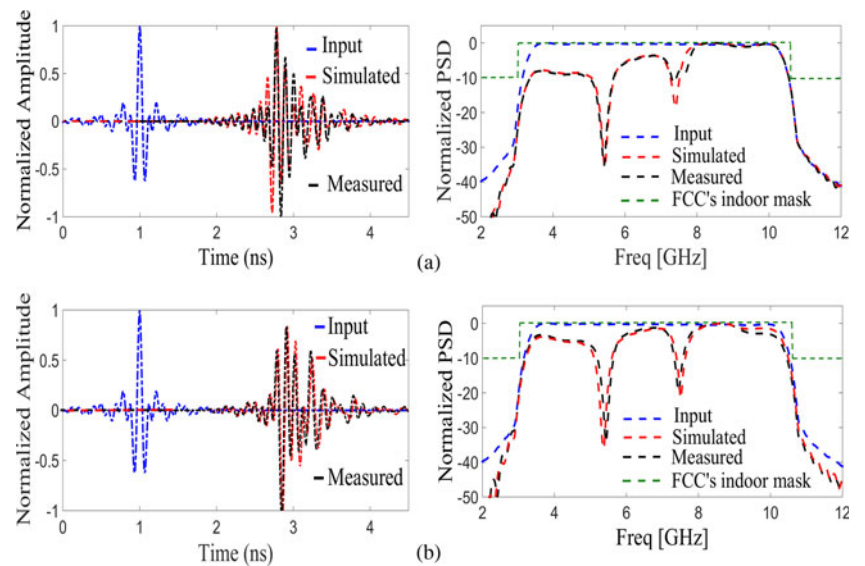 (a)
Normalized Amplitude
1
0.5
0
-0.5
-1
Input
Simulated
Measured
0 1 2 3 4
Time (ns)
Normalized PSD
0
-10
-20
-30
-40
-50
Input
Simulated
Measured
FCC's indoor mask
2 4 6 8 10 12
Freq [GHz]
(b)
Normalized Amplitude
1
0.5
0
-0.5
-1
Input
Simulated
Measured
0 1 2 3 4
Time (ns)
Normalized PSD
0
-10
-20
-30
-40
-50
Input
Simulated
Measured
FCC's indoor mask
2 4 6 8 10 12
Freq [GHz]